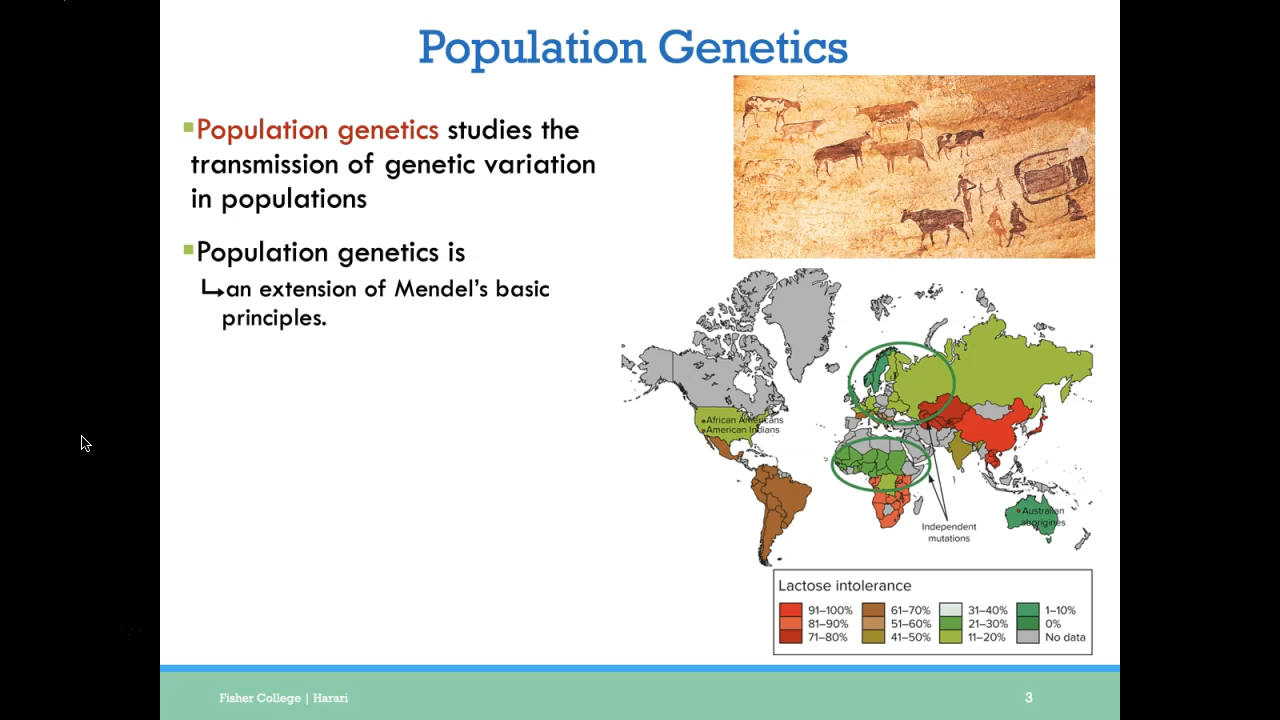 Population Genetics
Population genetics studies the
transmission of genetic variation
in populations
Population genetics is
an extension of Mendel's basic
principles.
African Americans
American Indians
Independent
mutations
Australian
aborigines
Lactose intolerance
91–100% 61–70% 31–40% 1–10%
81–90% 51–60% 21–30% 0%
71–80% 41–50% 11–20% No data
Fisher College | Harari
3